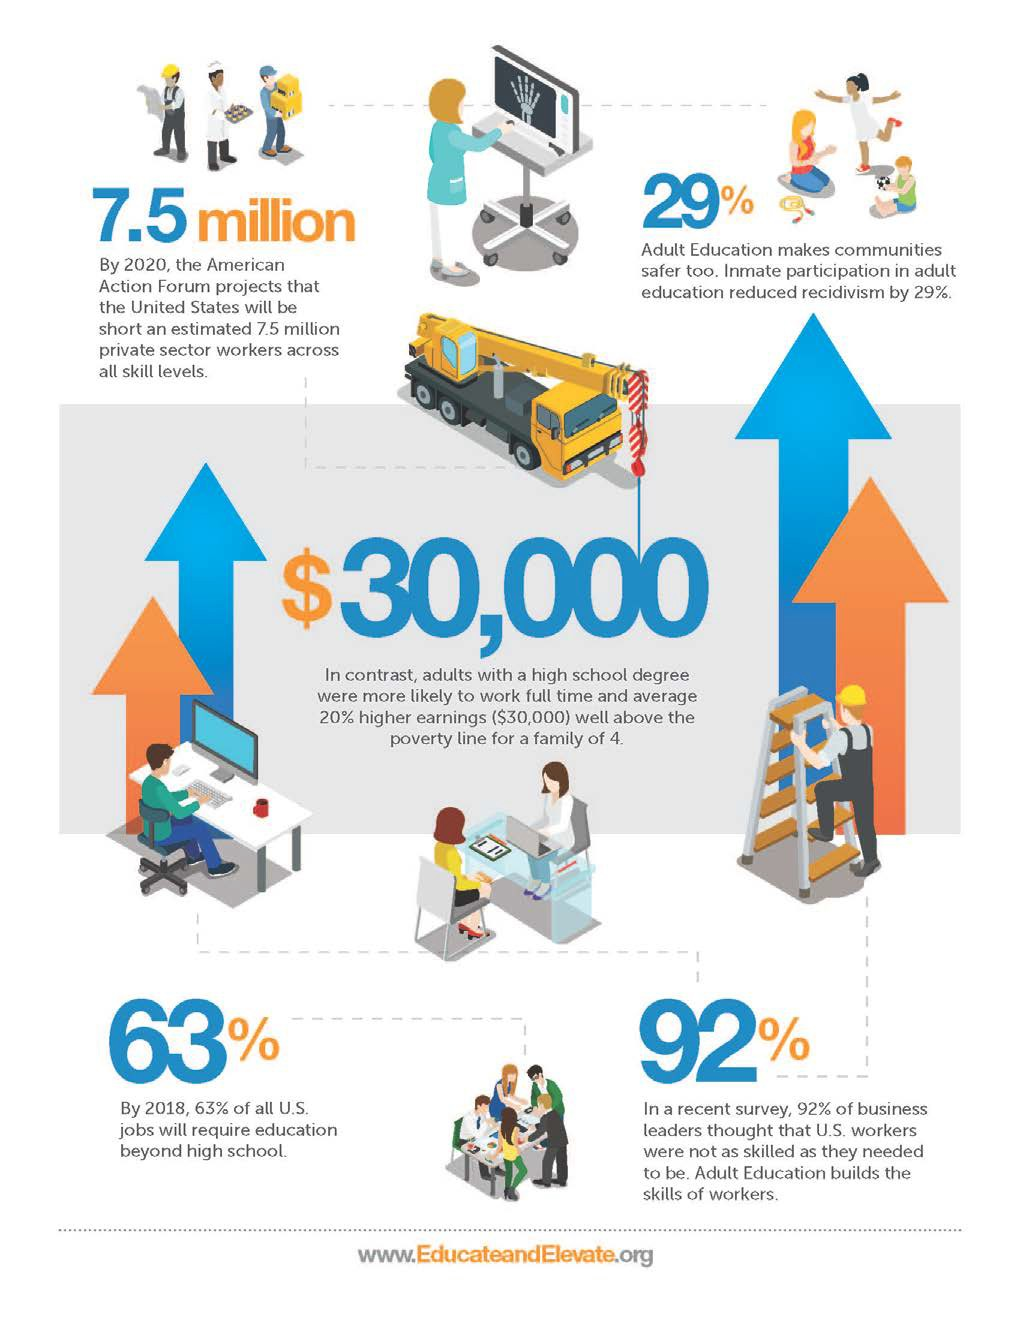 7.5 million
By 2020, the American
Action Forum projects that
the United States will be
short an estimated 7.5 million
private sector workers across
all skill levels.
29%
Adult Education makes communities
safer too. Inmate participation in adult
education reduced recidivism by 29%.
$30,000
In contrast, adults with a high school degree
were more likely to work full time and average
20% higher earnings ($30,000) well above the
poverty line for a family of 4.
63%
By 2018, 63% of all U.S.
jobs will require education
beyond high school.
92%
In a recent survey, 92% of business
leaders thought that U.S. workers
were not as skilled as they needed
to be. Adult Education builds the
skills of workers.
www.EducateandElevate.org